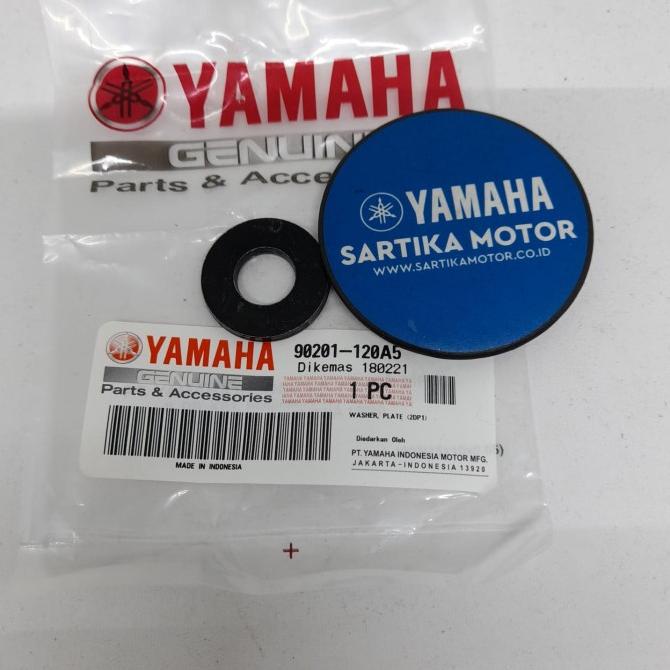 YAMAHA
GENUINE
Parts & Acce
YAMAHA
SARTIKA MOTOR
WWW.SARTIKAMOTOR.CO.ID
YAMAHA
GENUINE
Parts & Accessories
90201-120A5
Dikemas 180221
1 PC
WASHER, PLATE (2DP1)
Diedarkan Oleh
PT. YAMAHA INDONESIA MOTOR MFG.
JAKARTA-INDONESIA 13920
MADE IN INDONESIA